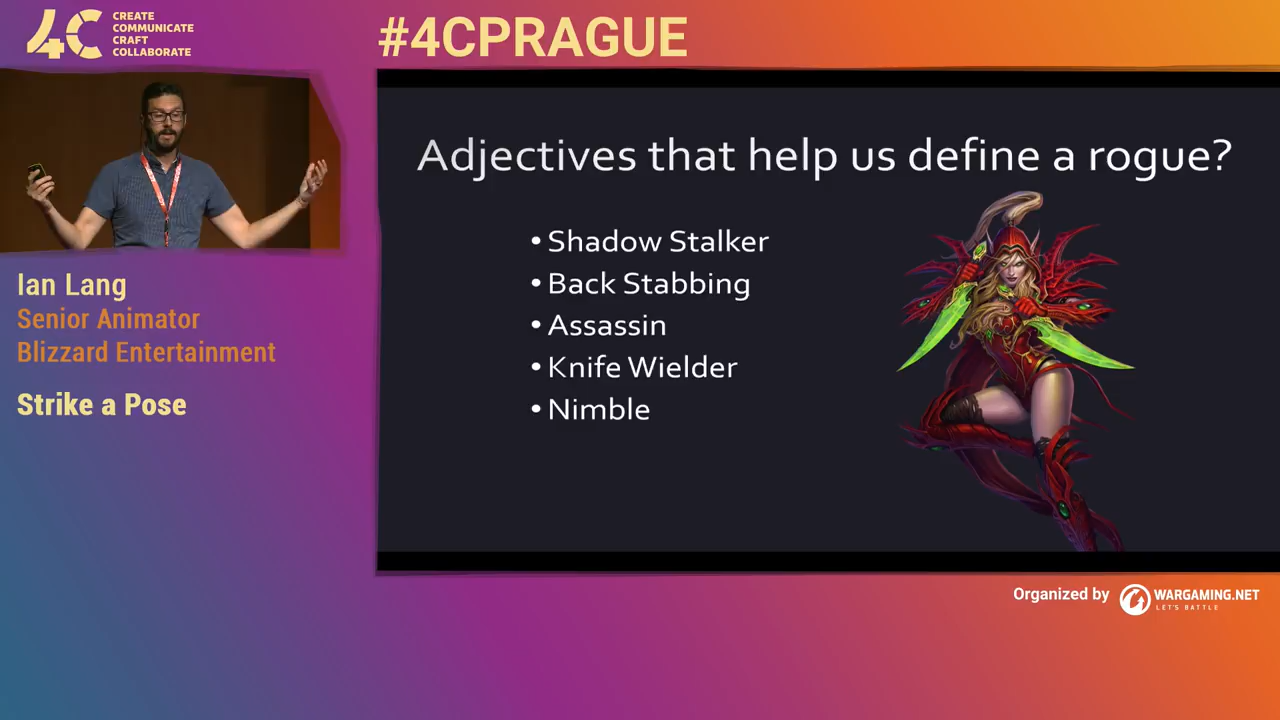 CREATE
COMMUNICATE
CRAFT
COLLABORATE
4C
#4CPRAGUE
Adjectives that help us define a rogue?
• Shadow Stalker
• Back Stabbing
• Assassin
• Knife Wielder
• Nimble
Ian Lang
Senior Animator
Blizzard Entertainment
Strike a Pose
Organized by
WARGAMING.NET
LET'S BATTLE